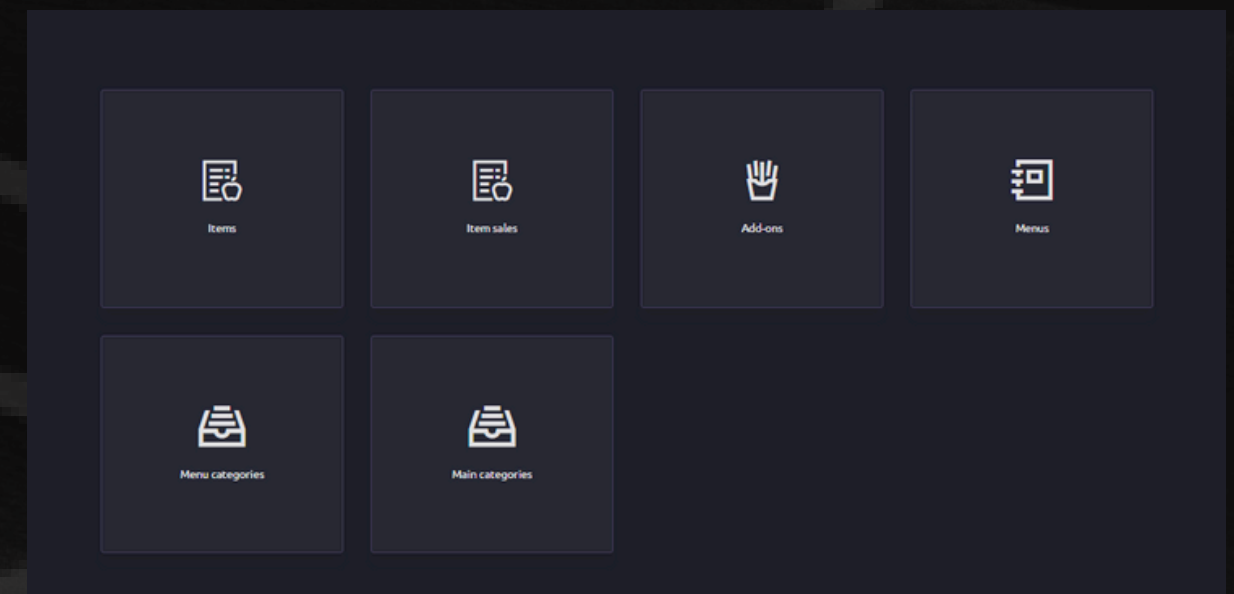 Items
Item sales
Add-ons
Menus
Menu categories
Main categories